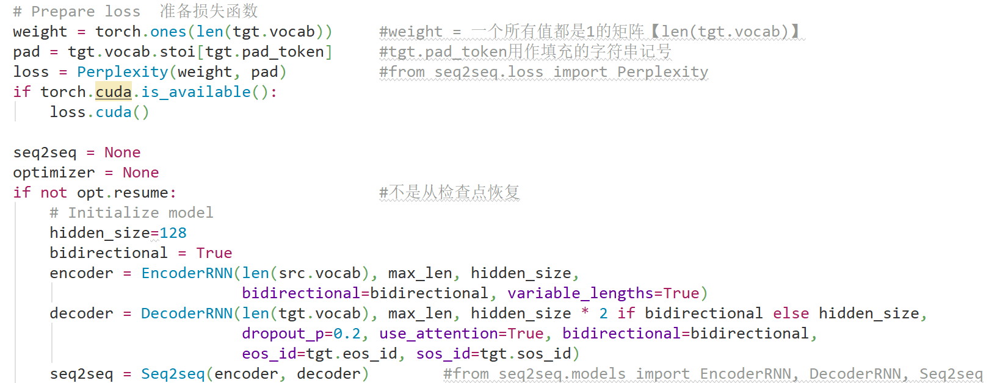 # Prepare loss  准备损失函数
weight = torch.ones(len(tgt.vocab))     #weight = 一个所有值都是1的矩阵【len(tgt.vocab)】
pad = tgt.vocab.stoi[tgt.pad_token]     #tgt.pad_token用作填充的字符串记号
loss = Perplexity(weight, pad)          #from seq2seq.loss import Perplexity
if torch.cuda.is_available():
    loss.cuda()

seq2seq = None
optimizer = None
if not opt.resume:                      #不是从检查点恢复
    # Initialize model
    hidden_size=128
    bidirectional = True
    encoder = EncoderRNN(len(src.vocab), max_len, hidden_size,
                         bidirectional=bidirectional, variable_lengths=True)
    decoder = DecoderRNN(len(tgt.vocab), max_len, hidden_size * 2 if bidirectional else hidden_size,
                         dropout_p=0.2, use_attention=True, bidirectional=bidirectional,
                         eos_id=tgt.eos_id, sos_id=tgt.sos_id)
    seq2seq = Seq2seq(encoder, decoder)        #from seq2seq.models import EncoderRNN, DecoderRNN, Seq2seq